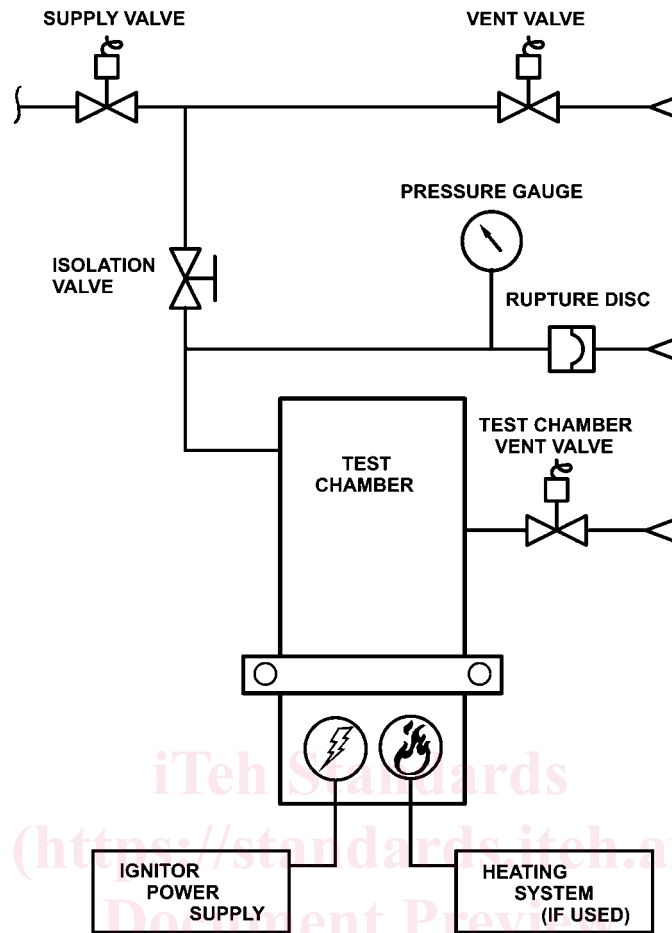 SUPPLY VALVE
VENT VALVE
PRESSURE GAUGE
ISOLATION
VALVE
RUPTURE DISC
TEST CHAMBER
VENT VALVE
TEST
CHAMBER
iTeh Standards
(https://standards.iteh.a
Document Preview
IGNITOR
POWER
SUPPLY
HEATING
SYSTEM
(IF USED)